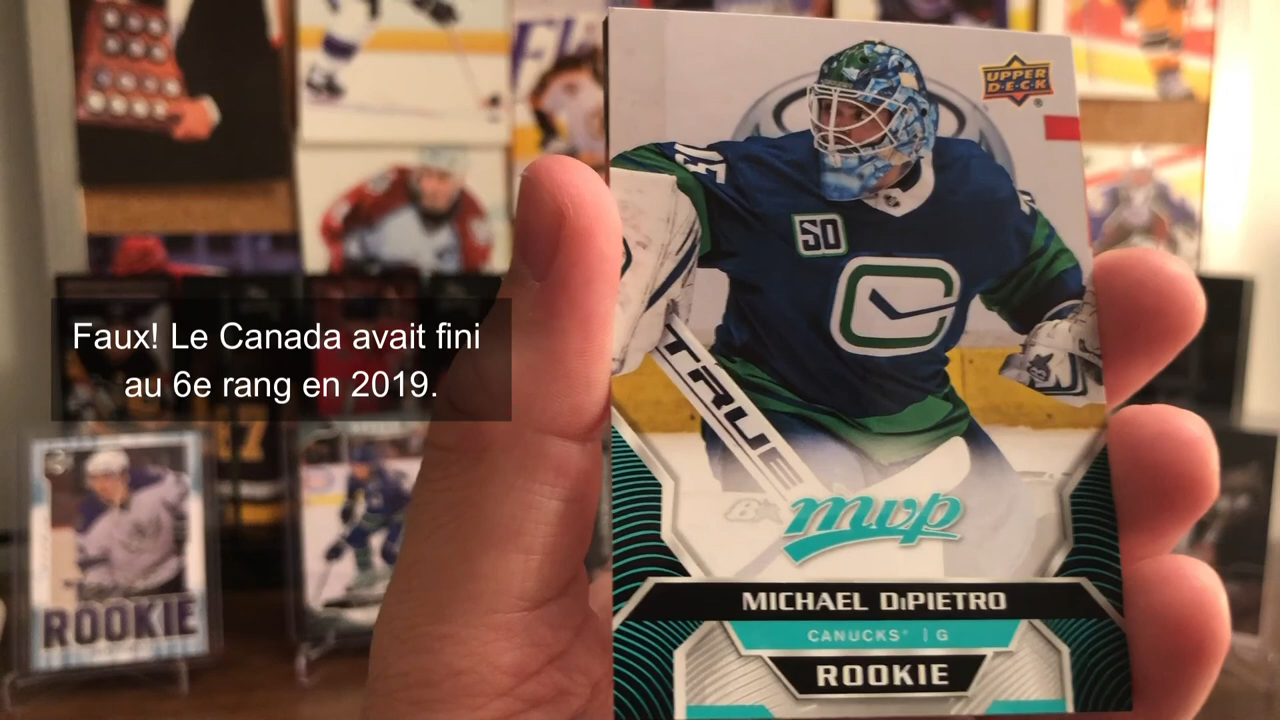 Faux! Le Canada avait fini
au 6e rang en 2019.
UPPER
D·E·C·K
50
TRUE
mvp
MICHAEL DiPIETRO
CANUCKS | G
ROOKIE
ROOKIE